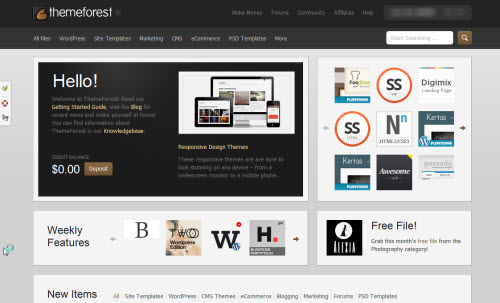 themeforest
Make Money Forums Community Affiliates Help
All Files WordPress Site Templates Marketing CMS eCommerce PSD Templates More
Start Searching ...
Hello!
Welcome to ThemeForest! Read our
Getting Started Guide, visit the Blog for
recent news and make yourself at home!
You can find information about
ThemeForest in our Knowledgebase.
CREDIT BALANCE
$0.00 Deposit
Responsive Design Themes
These responsive themes are are sure to
look stunning on any device – from a
widescreen monitor to a mobile phone.
SS
Digimix
Landing Page
SS
HTML
Nn
HTML5/CSS3
Kertas
Kertas
Awesome
Weekly
Features
B
TWO
Wordpress
Edition
W
H.
Free File!
Grab this month's free file from the
Photography category!
ALEXIA
New Items
All Site Templates WordPress CMS Themes eCommerce Blogging Marketing Forums PSD Templates